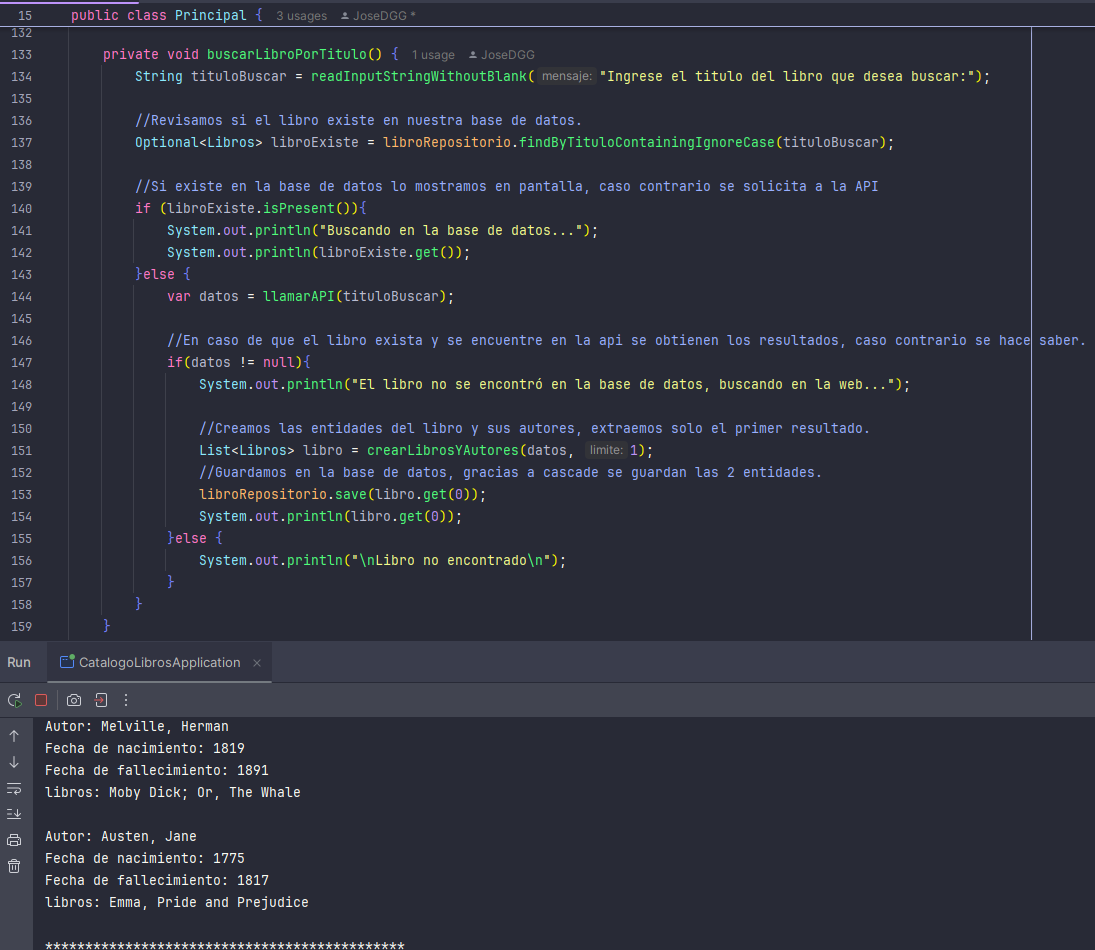 15 public class Principal { 3 usages JoseDGG *
132
133 private void buscarLibroPorTitulo() { 1 usage JoseDGG
134 String tituloBuscar = readInputStringWithoutBlank( mensaje: "Ingrese el titulo del libro que desea buscar:");
135
136 //Revisamos si el libro existe en nuestra base de datos.
137 Optional<Libros> libroExiste = libroRepositorio.findByTituloContainingIgnoreCase(tituloBuscar);
138
139 //Si existe en la base de datos lo mostramos en pantalla, caso contrario se solicita a la API
140 if (libroExiste.isPresent()){
141 System.out.println("Buscando en la base de datos...");
142 System.out.println(libroExiste.get());
143 }else {
144 var datos = llamarAPI(tituloBuscar);
145
146 //En caso de que el libro exista y se encuentre en la api se obtienen los resultados, caso contrario se hace saber.
147 if(datos != null){
148 System.out.println("El libro no se encontró en la base de datos, buscando en la web...");
149
150 //Creamos las entidades del libro y sus autores, extraemos solo el primer resultado.
151 List<Libros> libro = crearLibrosYAutores(datos, limite: 1);
152 //Guardamos en la base de datos, gracias a cascade se guardan las 2 entidades.
153 libroRepositorio.save(libro.get(0));
154 System.out.println(libro.get(0));
155 }else {
156 System.out.println("\nLibro no encontrado\n");
157 }
158 }
159 }
Run CatalogoLibrosApplication ×
Autor: Melville, Herman
Fecha de nacimiento: 1819
Fecha de fallecimiento: 1891
libros: Moby Dick; Or, The Whale
Autor: Austen, Jane
Fecha de nacimiento: 1775
Fecha de fallecimiento: 1817
libros: Emma, Pride and Prejudice
*********************************************